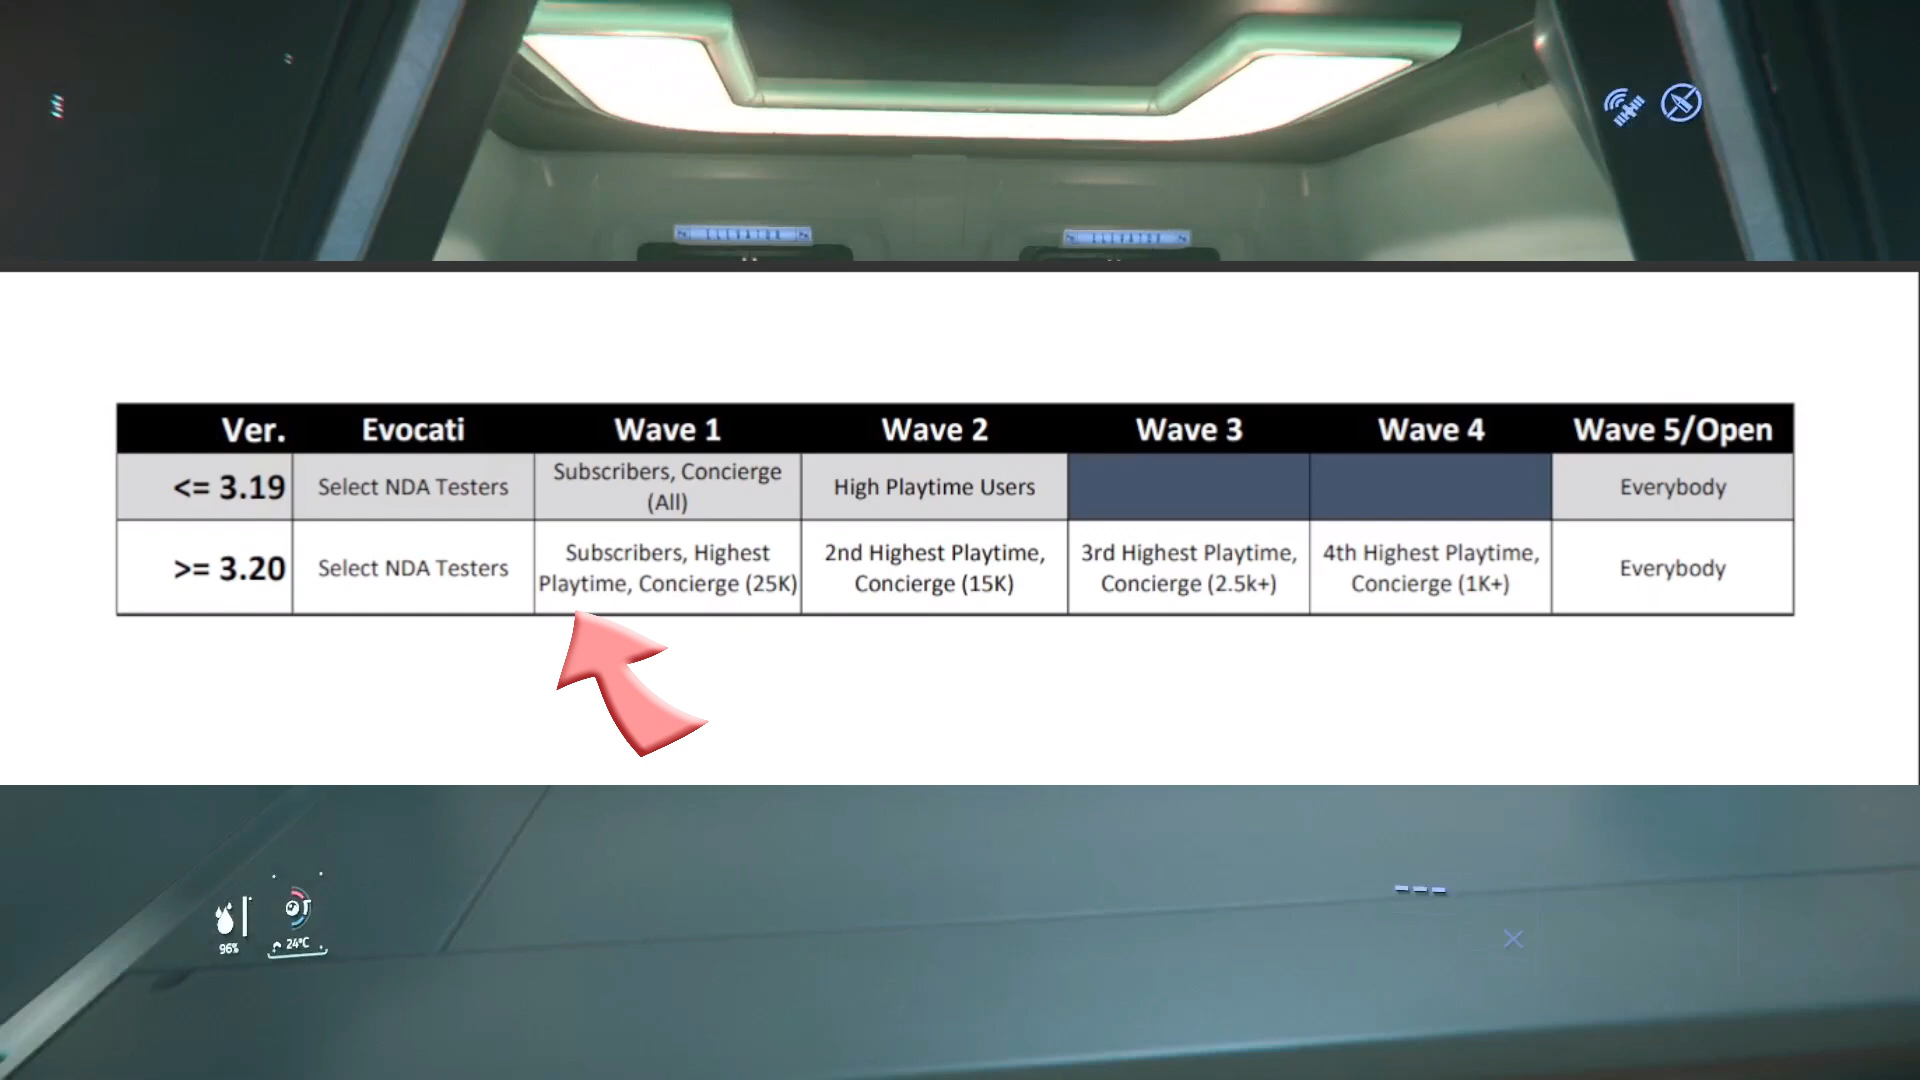 ELEVATOR
ELEVATOR
Ver. Evocati Wave 1 Wave 2 Wave 3 Wave 4 Wave 5/Open
<= 3.19 Select NDA Testers Subscribers, Concierge (All) High Playtime Users Everybody
>= 3.20 Select NDA Testers Subscribers, Highest Playtime, Concierge (25K) 2nd Highest Playtime, Concierge (15K) 3rd Highest Playtime, Concierge (2.5k+) 4th Highest Playtime, Concierge (1K+) Everybody
96%
24°C